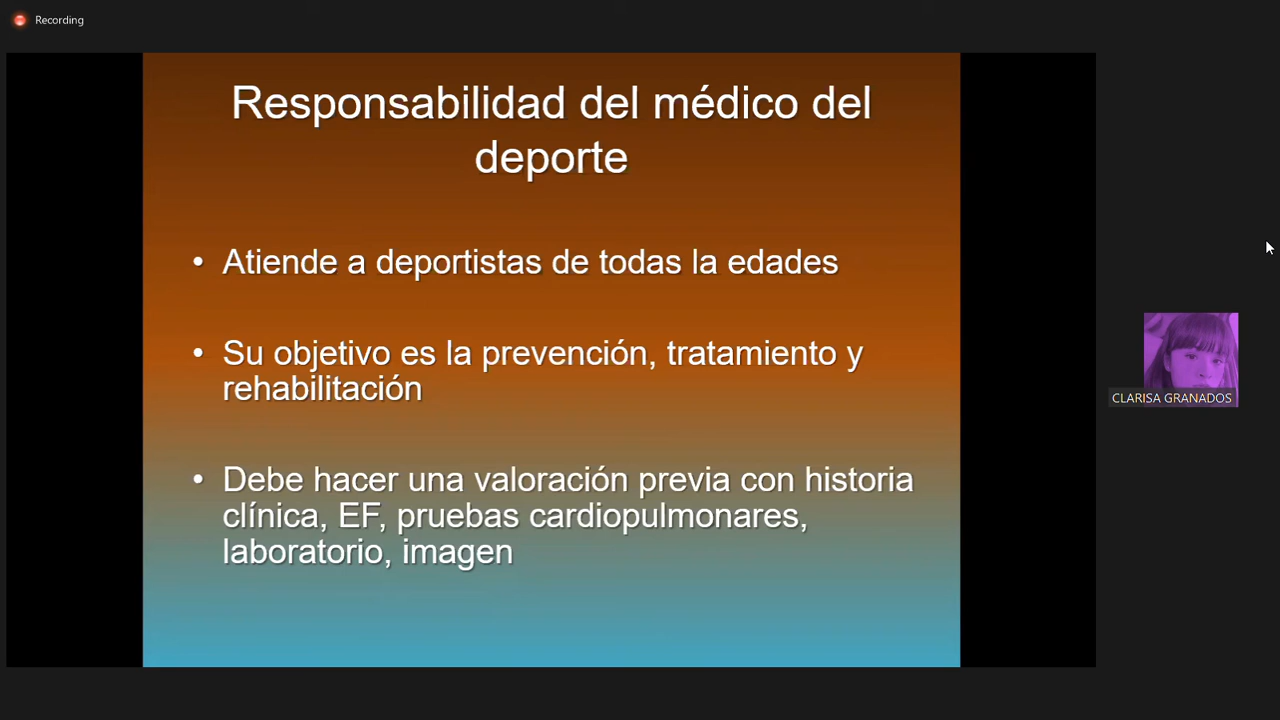 Recording
Responsabilidad del médico del
deporte
• Atiende a deportistas de todas la edades
• Su objetivo es la prevención, tratamiento y
rehabilitación
• Debe hacer una valoración previa con historia
clínica, EF, pruebas cardiopulmonares,
laboratorio, imagen
CLARISA GRANADOS